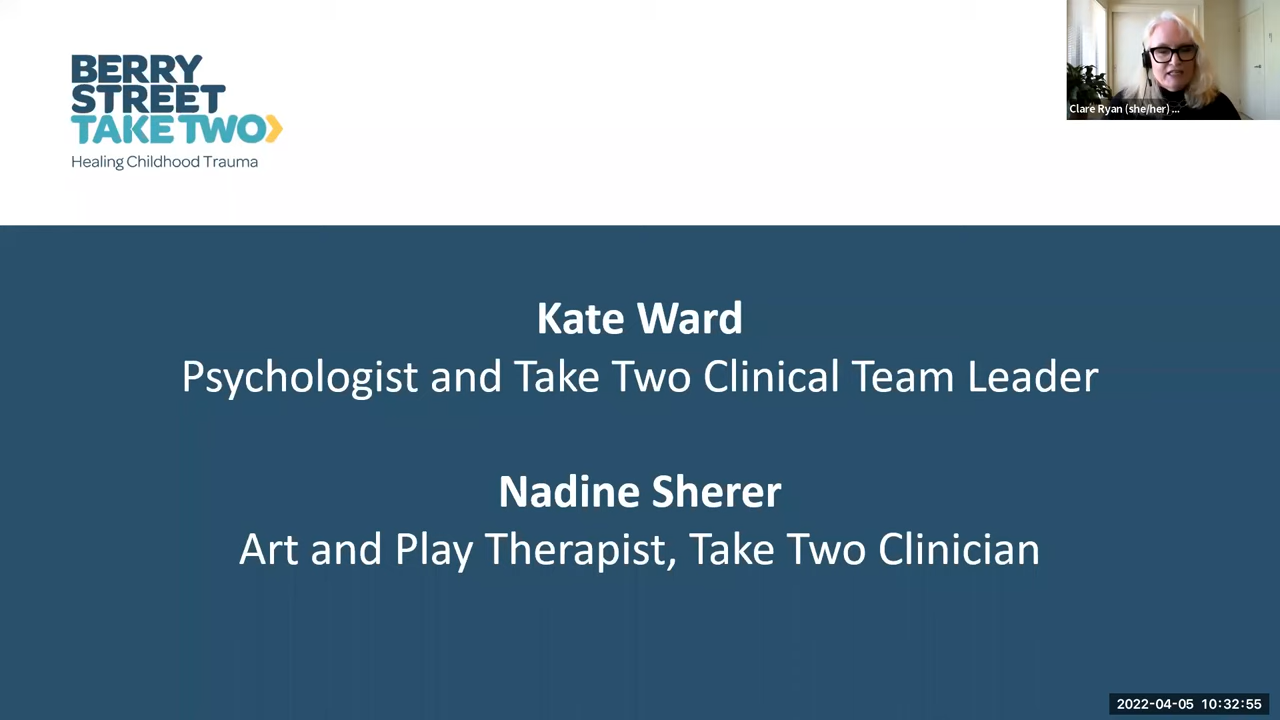 BERRY
STREET
TAKE TWO
Healing Childhood Trauma
Clare Ryan (she/her) ...
Kate Ward
Psychologist and Take Two Clinical Team Leader
Nadine Sherer
Art and Play Therapist, Take Two Clinician
2022-04-05 10:32:55